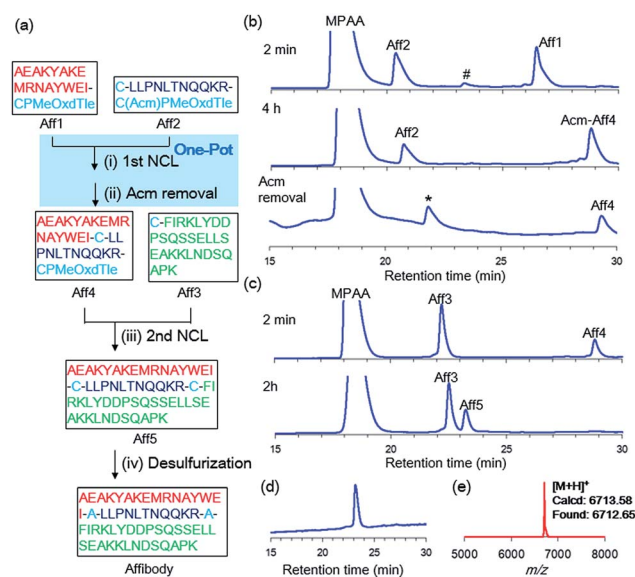 (a)
AEAKYAKE
MRNAYWEI-
CPMeOxdTle
Aff1
C-LLPNLTNQQKR-
C(Acm)PMeOxdTle
Aff2
One-Pot
(i) 1st NCL
(ii) Acm removal
AEAKYAKEMR
NAYWEI-C-LL
PNLTNQQKR-
CPMeOxdTle
Aff4
C-FIRKLYDD
PSQSSELLS
EAKKLNDSQ
APK
Aff3
(iii) 2nd NCL
AEAKYAKEMRNAYWEI
-C-LLPNLTNQQKR-C-FI
RKLYDDPSQSSELLSE
AKKLNDSQAPK
Aff5
(iv) Desulfurization
AEAKYAKEMRNAYWE
I-A-LLPNLTNQQKR-A-
FIRKLYDDPSQSSELL
SEAKKLNDSQAPK
Affibody
(b)
2 min
MPAA
Aff2
#
Aff1
4 h
Aff2
Acm-Aff4
Acm
removal
*
Aff4
15 20 25 30
Retention time (min)
(c)
2 min
MPAA
Aff3
Aff4
2h
Aff3
Aff5
15 20 25 30
Retention time (min)
(d)
15 20 25 30
Retention time (min)
(e)
[M+H]+
Calcd: 6713.58
Found: 6712.65
5000 6000 7000 8000
m/z